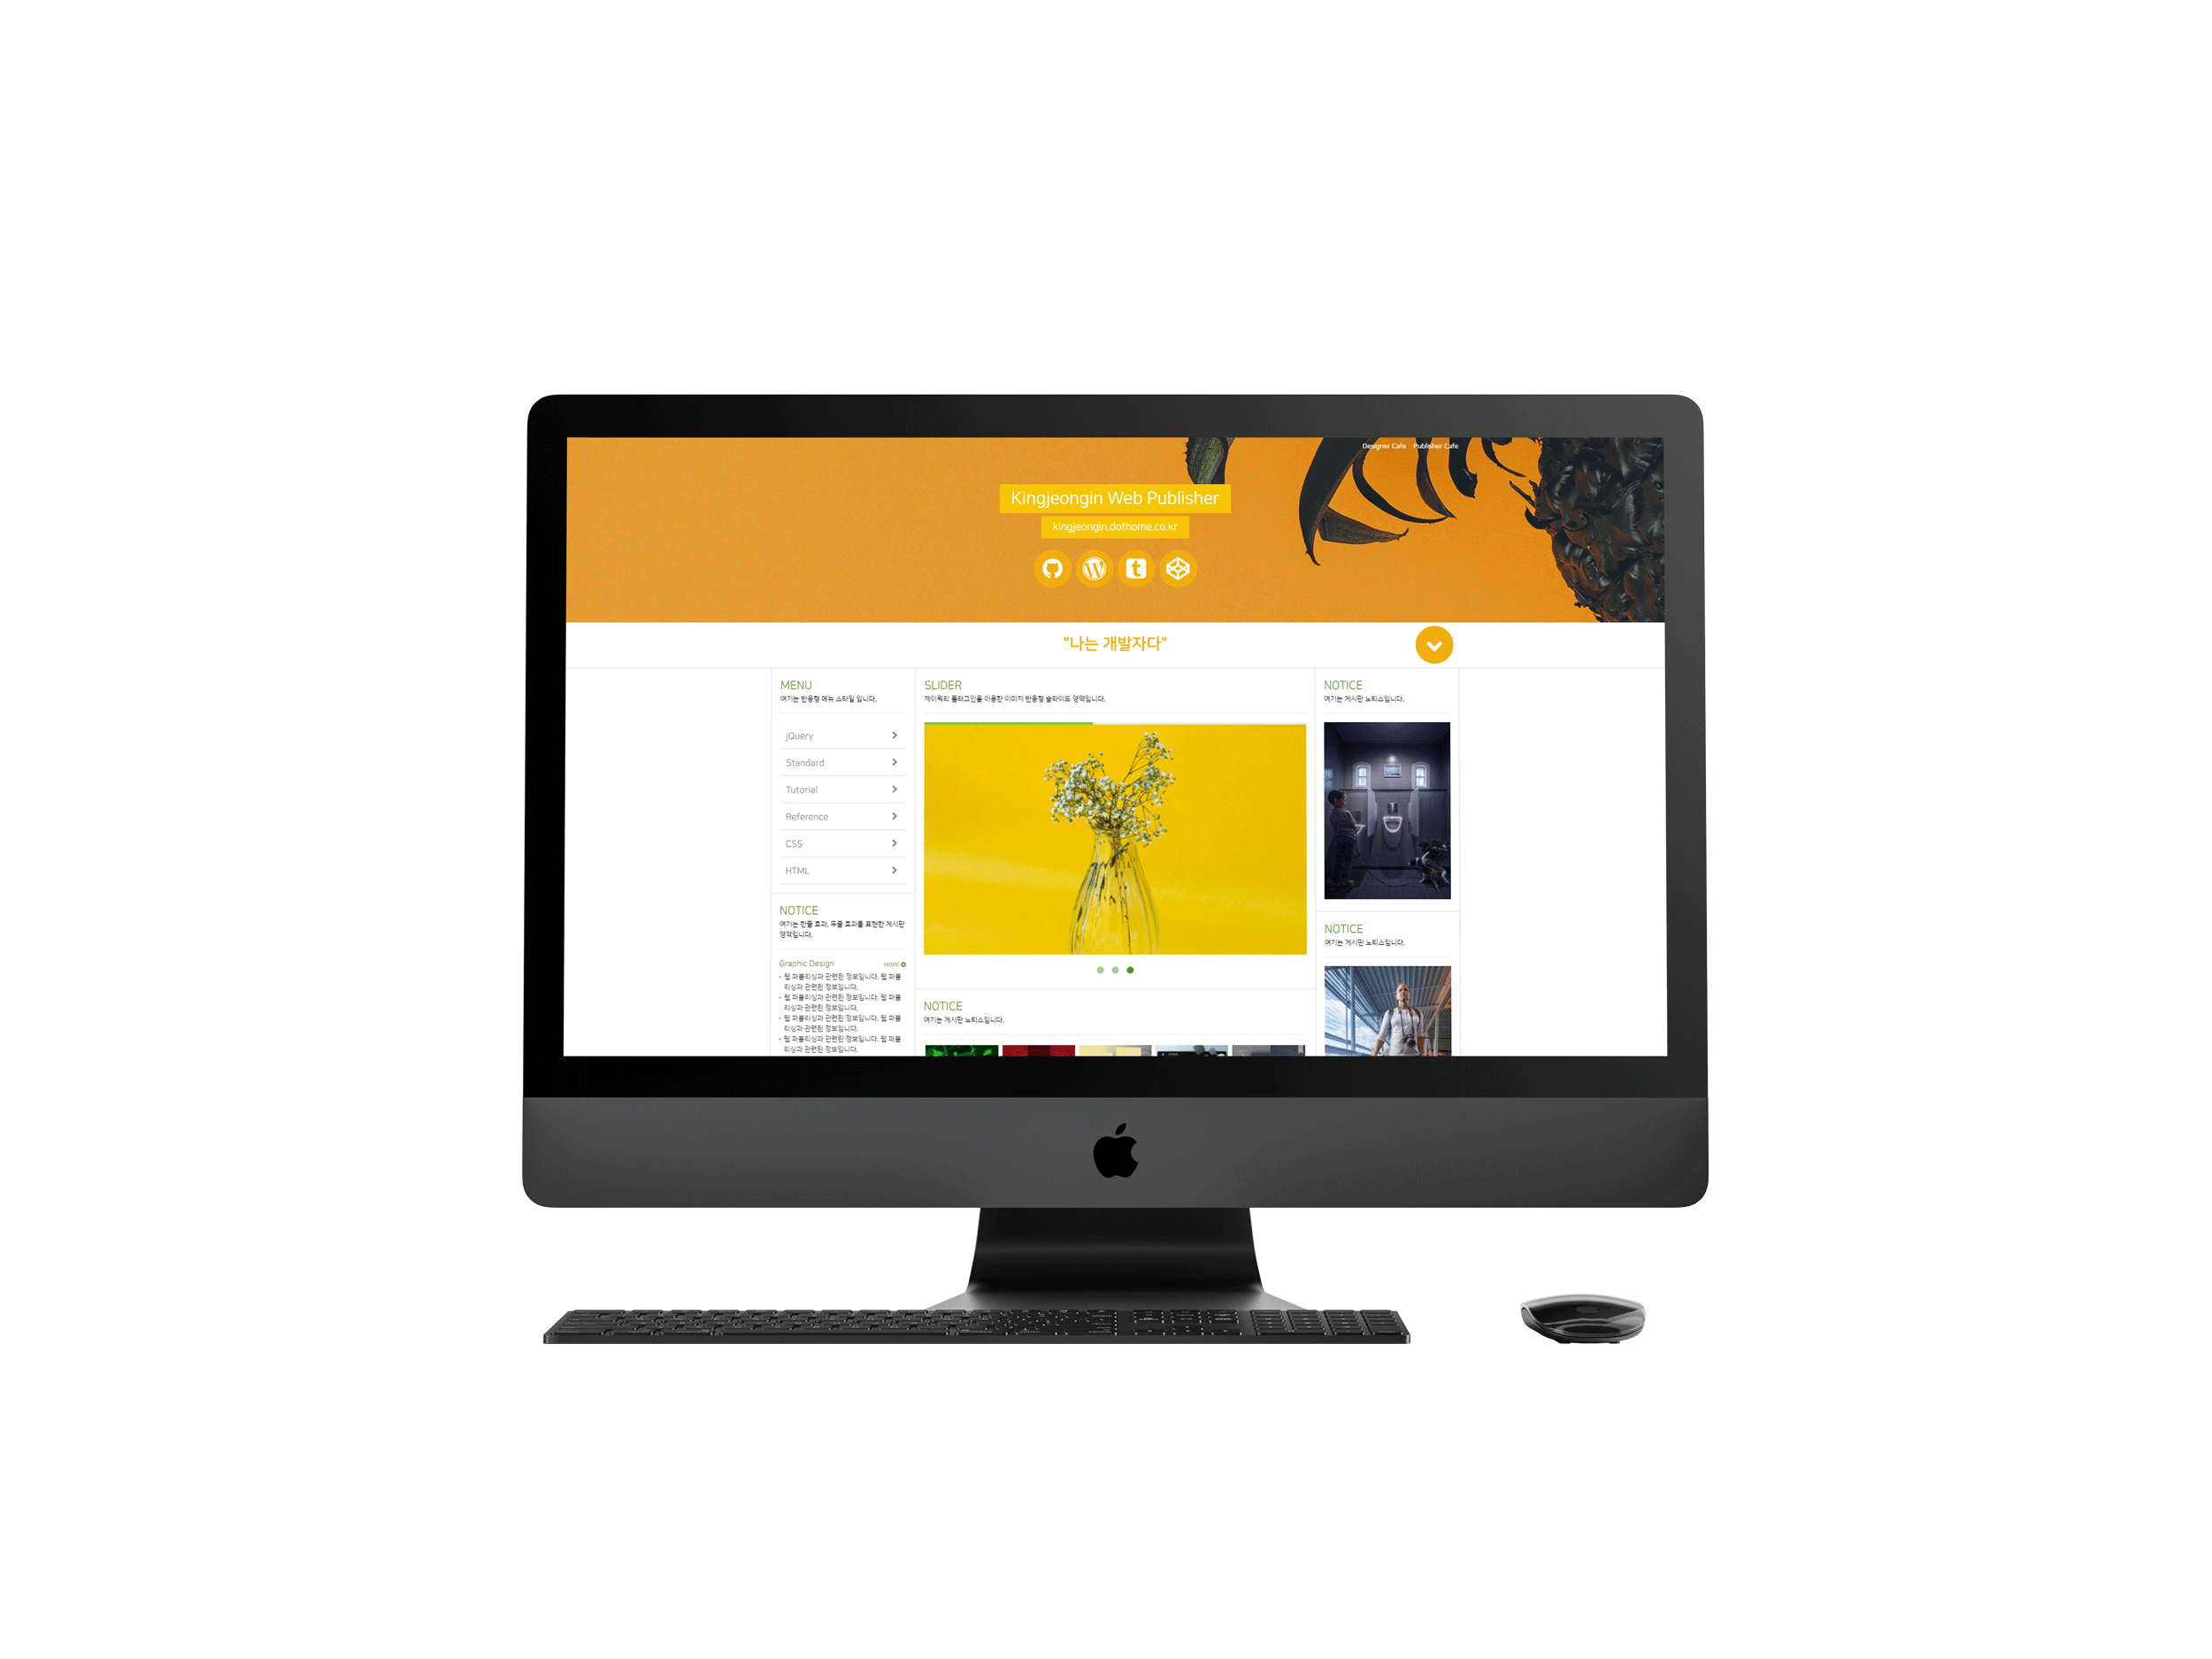 Designer Cafe Publisher Cafe
Kingjeongin Web Publisher
kingjeongin.dothome.co.kr
"나는 개발자다"
MENU
여기는 반응형 메뉴 스타일 입니다.
jQuery
Standard
Tutorial
Reference
CSS
HTML
NOTICE
여기는 한줄 효과, 두줄 효과를 표현한 게시판
영역입니다.
Graphic Design MORE
웹 퍼블리싱과 관련된 정보입니다. 웹 퍼블
리싱과 관련된 정보입니다.
웹 퍼블리싱과 관련된 정보입니다. 웹 퍼블
리싱과 관련된 정보입니다.
웹 퍼블리싱과 관련된 정보입니다. 웹 퍼블
리싱과 관련된 정보입니다.
웹 퍼블리싱과 관련된 정보입니다. 웹 퍼블
리싱과 관련된 정보입니다.
SLIDER
제이쿼리 플러그인을 이용한 이미지 반응형 슬라이드 영역입니다.
NOTICE
여기는 게시판 노티스입니다.
NOTICE
여기는 게시판 노티스입니다.
NOTICE
여기는 게시판 노티스입니다.